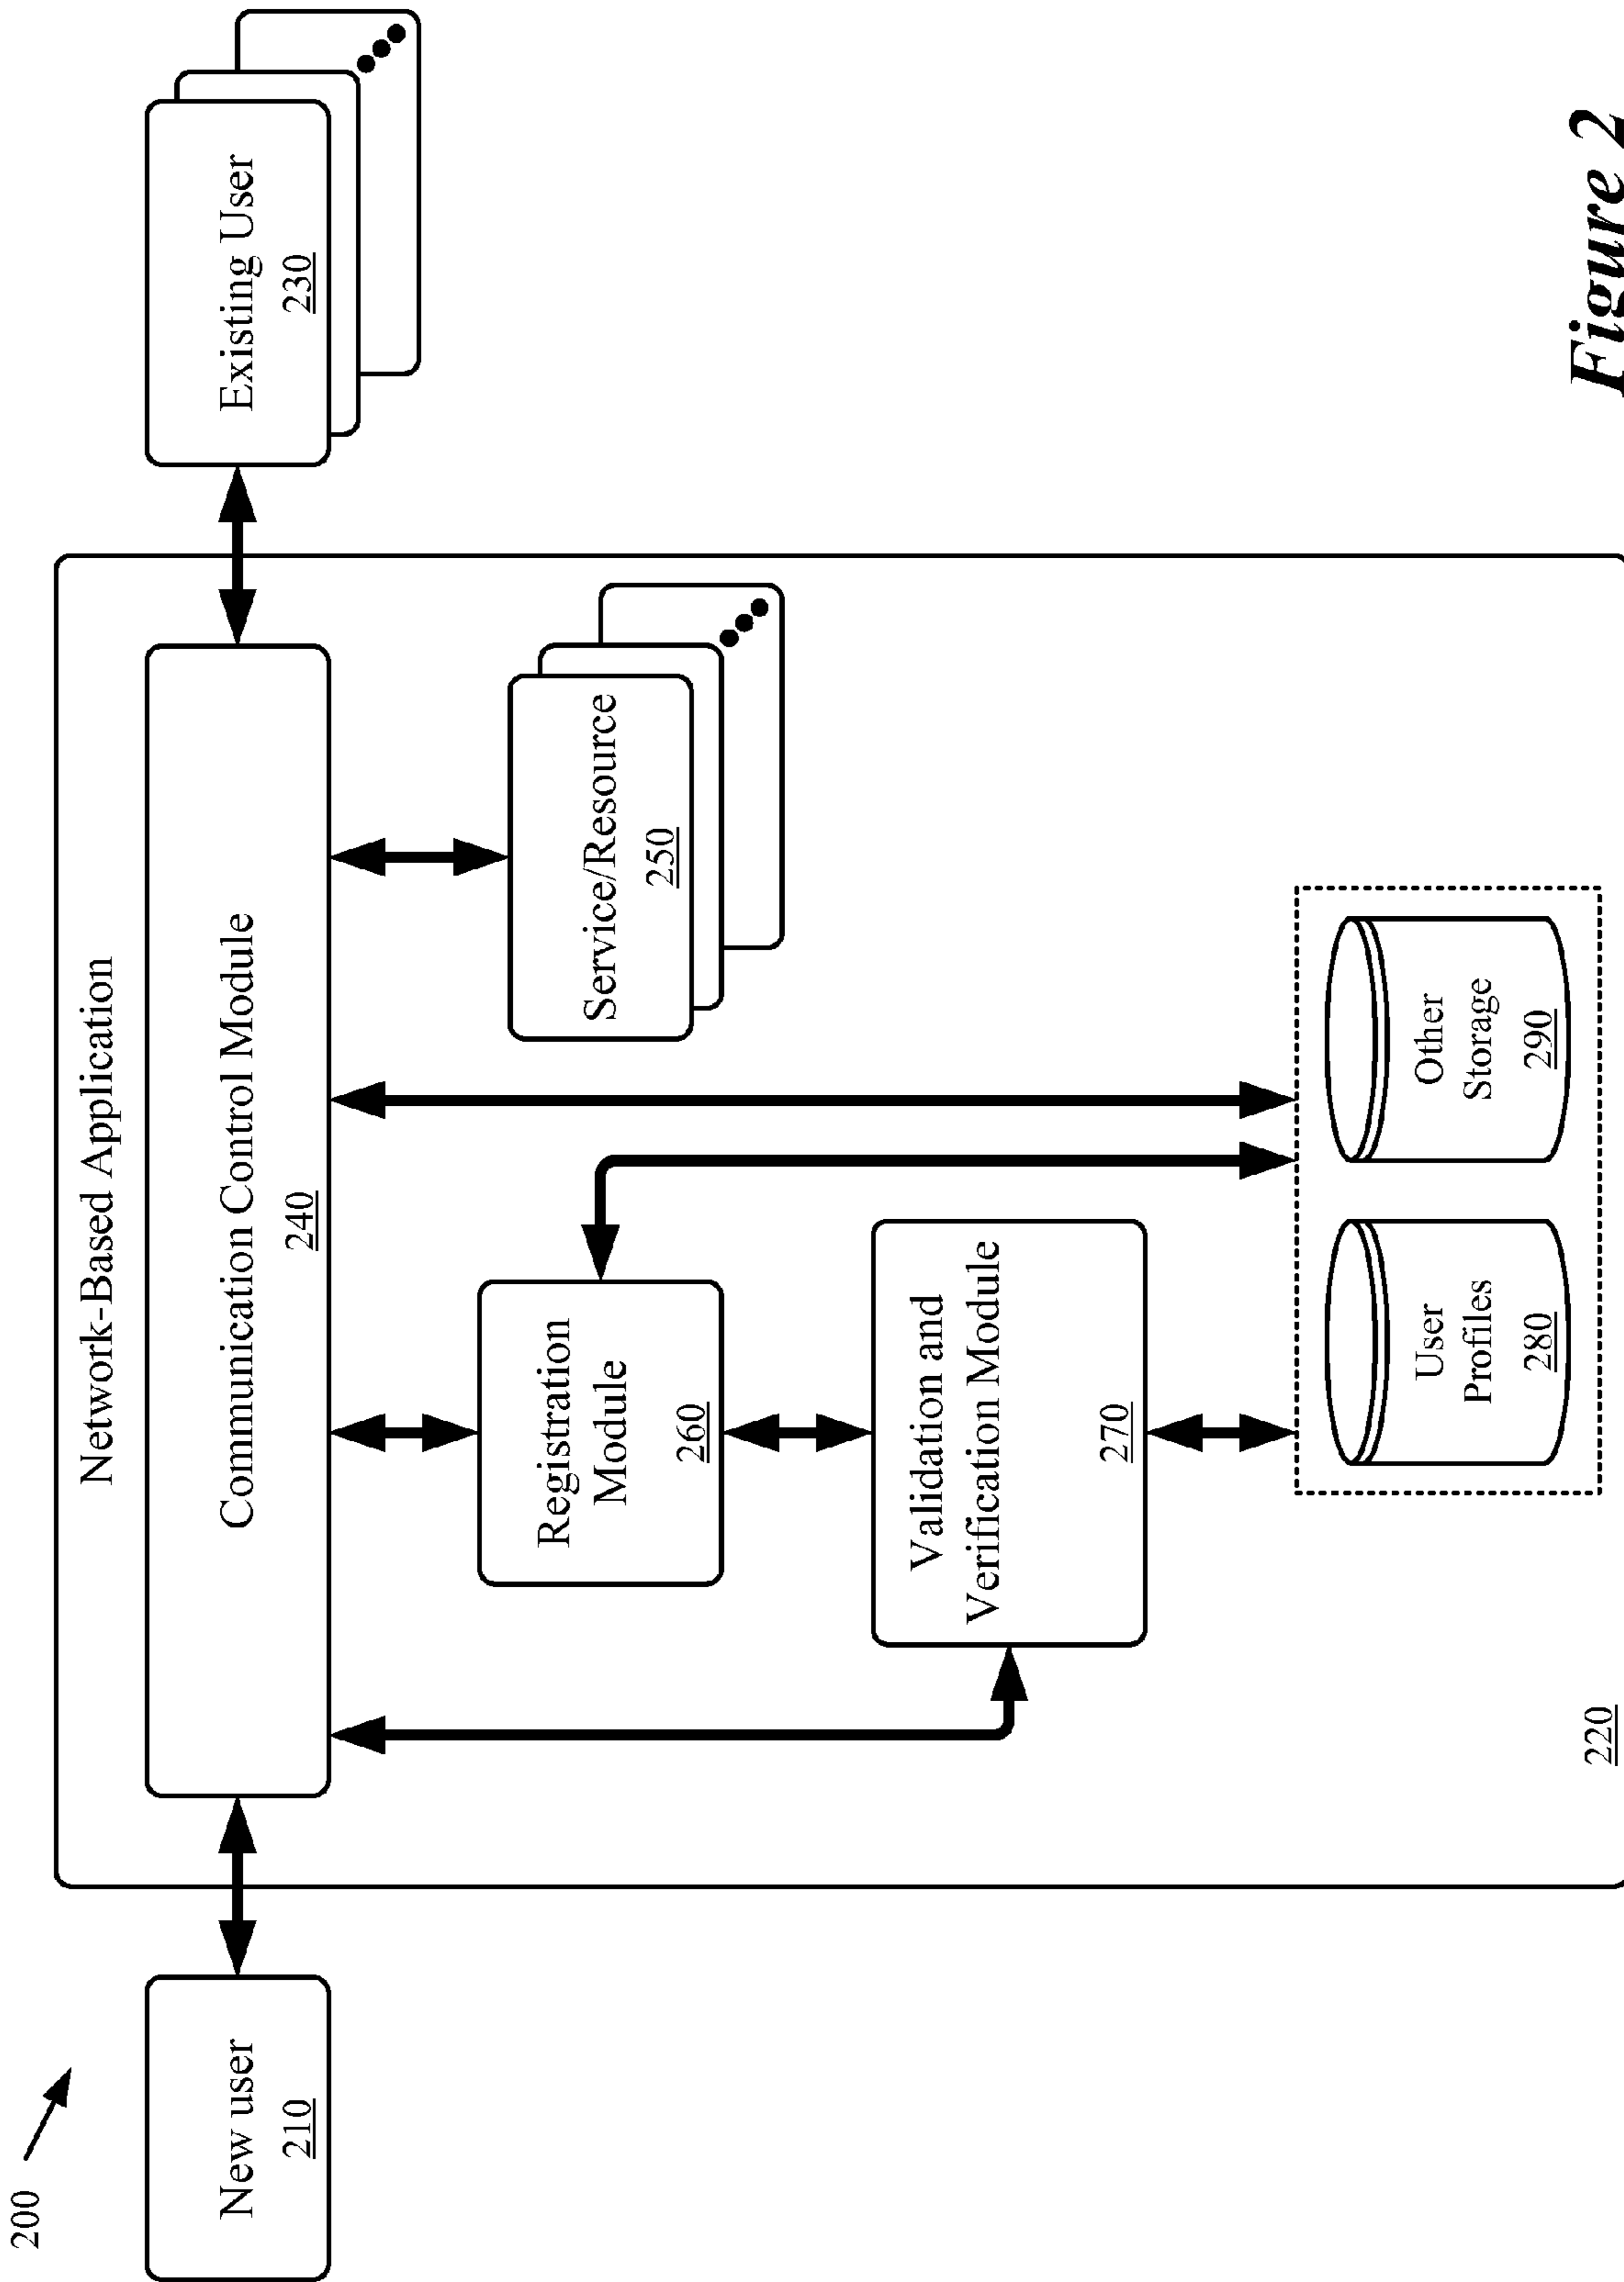 200
Network-Based Application
New user
210
Communication Control Module
240
Existing User
230
Registration
Module
260
Service/Resource
250
Validation and
Verification Module
270
User
Profiles
280
Other
Storage
290
220
Figure 2